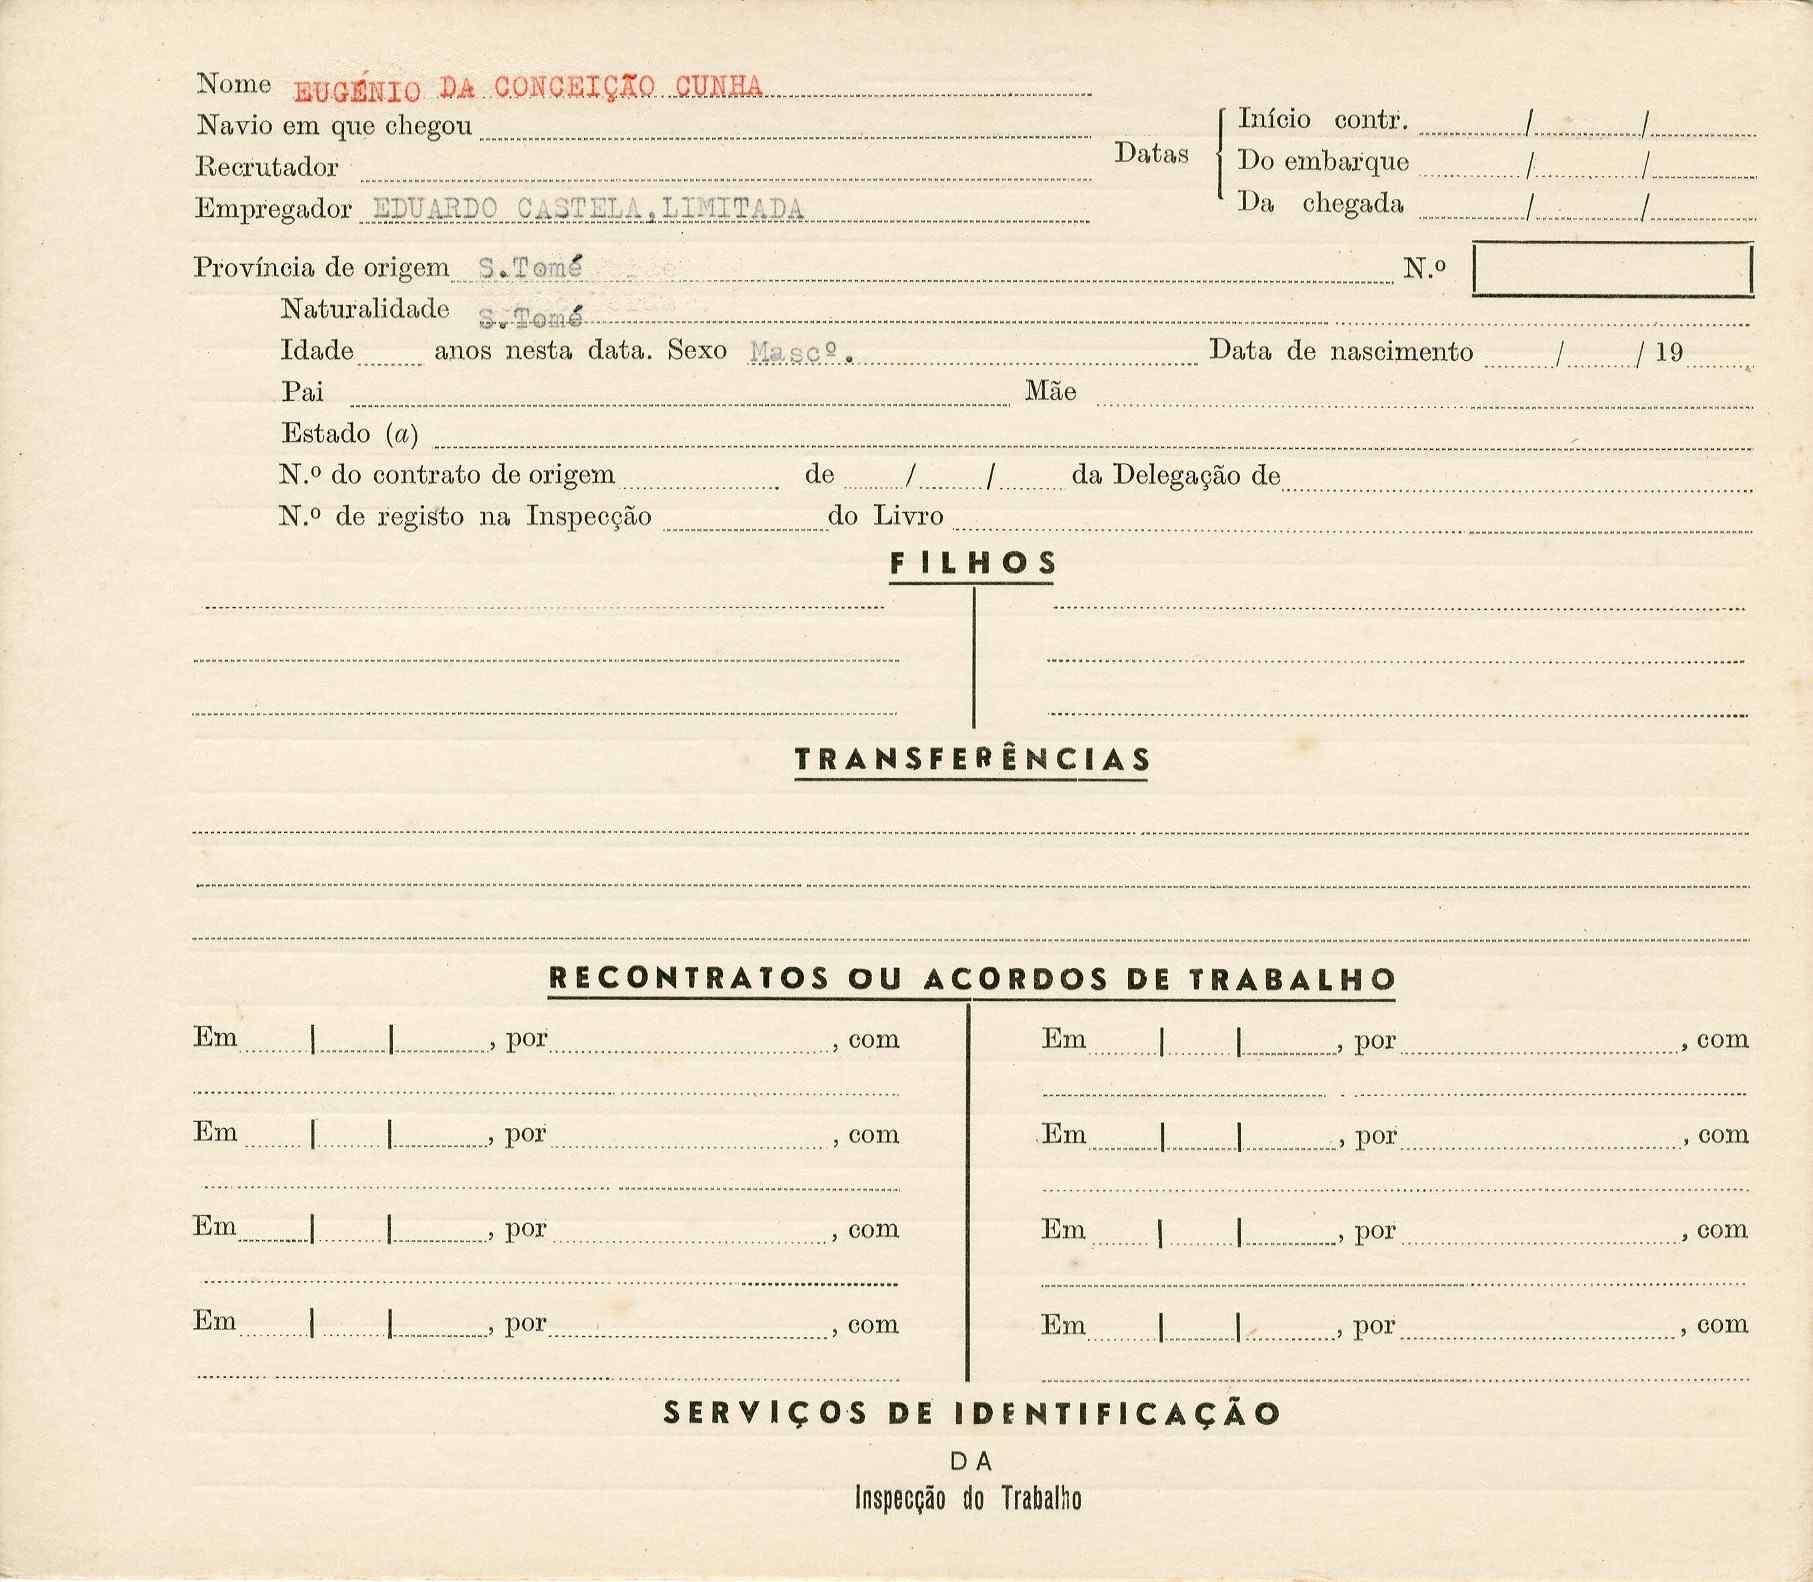 Nome EUGÉNIO DA CONCEIÇÃO CUNHA
Navio em que chegou
Recrutador
Empregador EDUARDO CASTELA, LIMITADA
Datas
Início contr. / /
Do embarque / /
Da chegada / /
Província de origem S.Tomé N.º
Naturalidade S.Tomé
Idade anos nesta data. Sexo Mascº. Data de nascimento / / 19
Pai Mãe
Estado (a)
N.º do contrato de origem de / / da Delegação de
N.º de registo na Inspecção do Livro
FILHOS
TRANSFERÊNCIAS
RECONTRATOS OU ACORDOS DE TRABALHO
Em | | , por , com Em | | , por , com
Em | | , por , com Em | | , por , com
Em | | , por , com Em | | , por , com
Em | | , por , com Em | | , por , com
SERVIÇOS DE IDENTIFICAÇÃO
DA
Inspecção do Trabalho